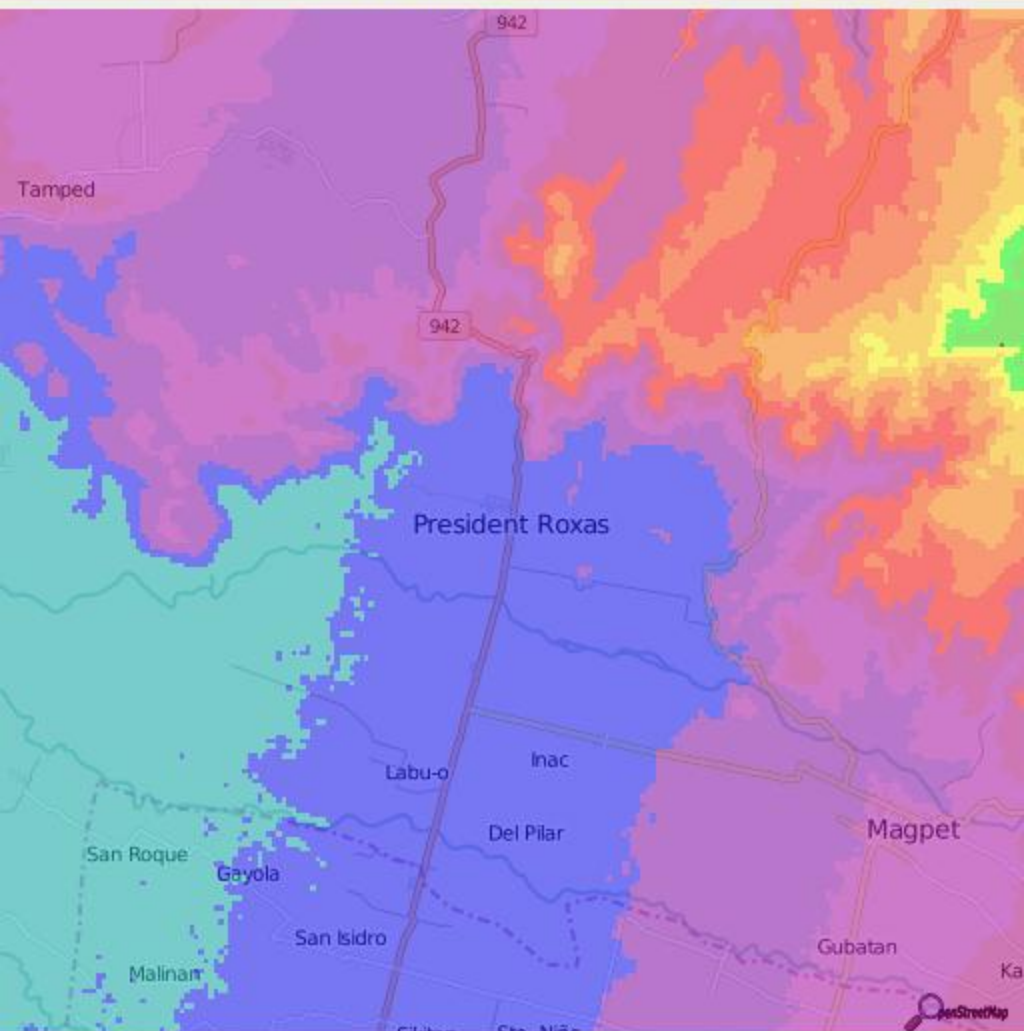 942
Tamped
942
President Roxas
Inac
Labu-o
Magpet
Del Pilar
San Roque
Gayola
San Isidro
Gubatan
Malinan
Ka
OpenStreetMap